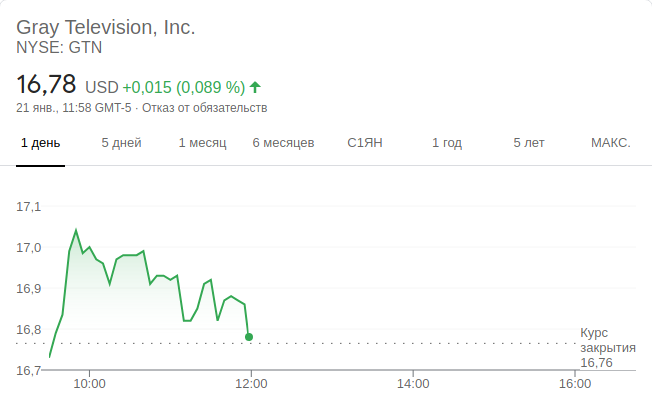 Gray Television, Inc.
NYSE: GTN
16,78 USD +0,015 (0,089 %)
21 янв., 11:58 GMT-5 · Отказ от обязательств
1 день 5 дней 1 месяц 6 месяцев С1ЯН 1 год 5 лет МАКС.
17,1
17,0
16,9
16,8
Курс
закрытия
16,76
16,7
10:00 12:00 14:00 16:00